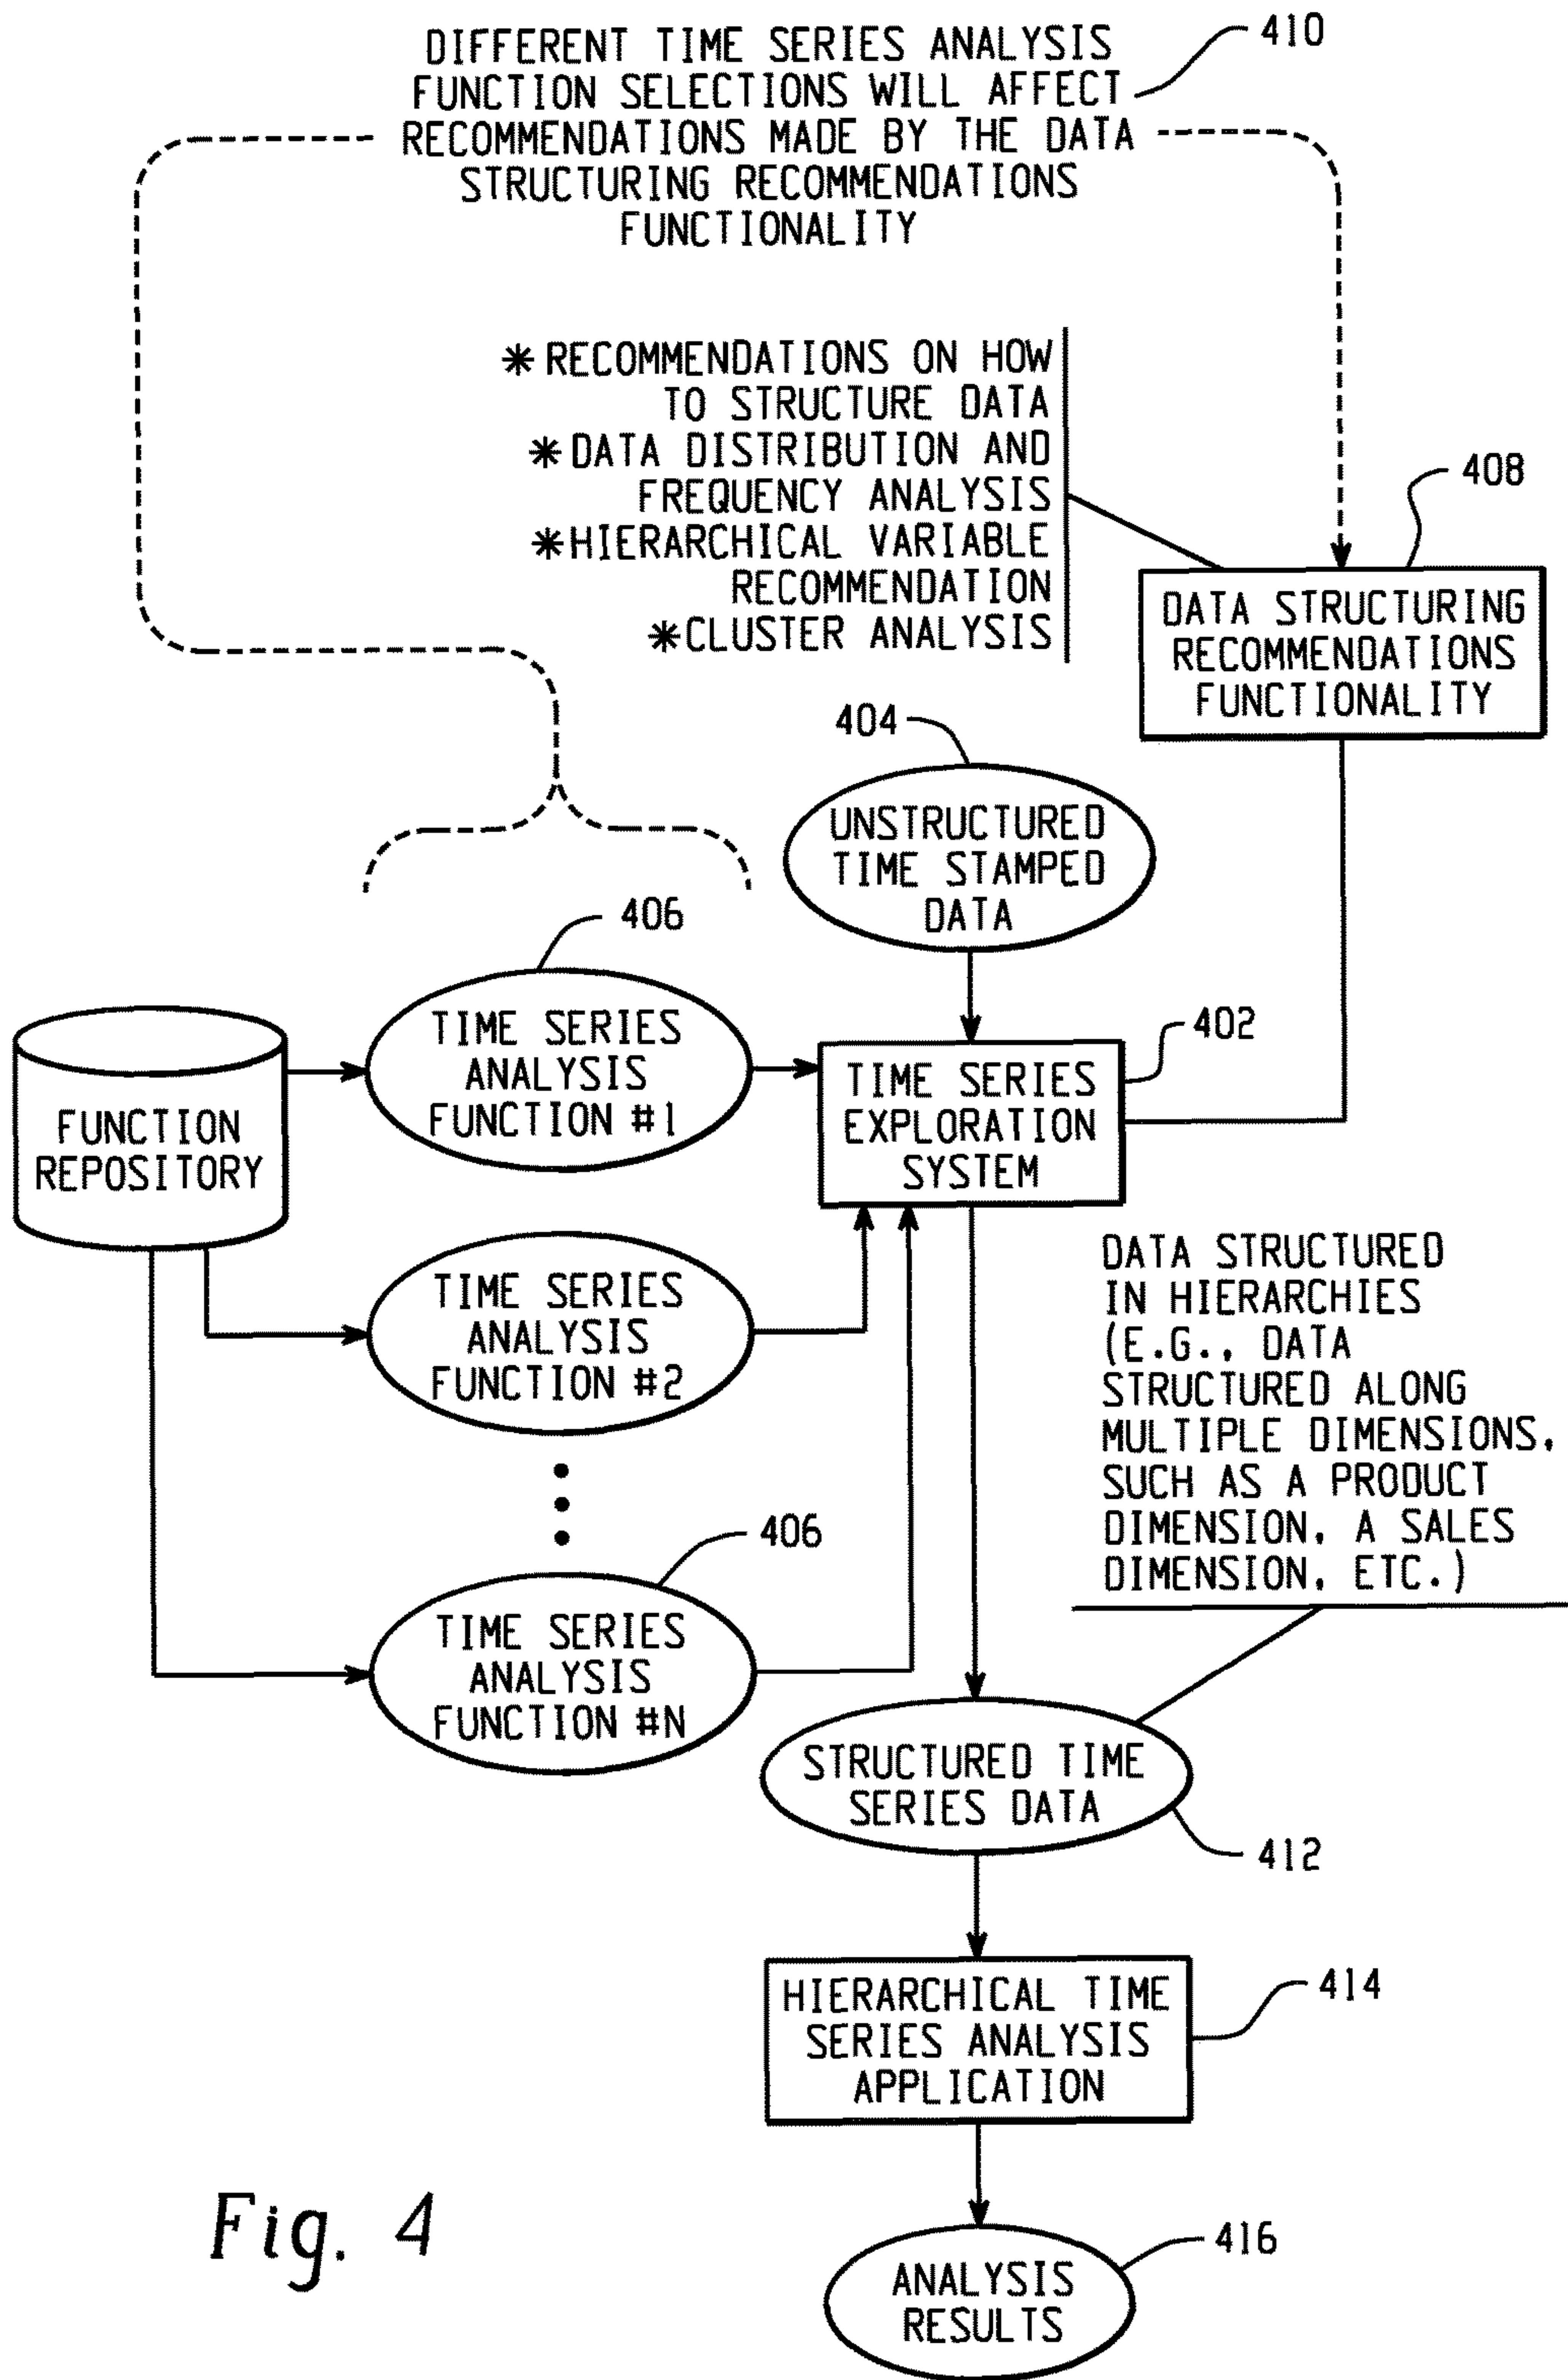 DIFFERENT TIME SERIES ANALYSIS
FUNCTION SELECTIONS WILL AFFECT
RECOMMENDATIONS MADE BY THE DATA
STRUCTURING RECOMMENDATIONS
FUNCTIONALITY
410
*RECOMMENDATIONS ON HOW
TO STRUCTURE DATA
*DATA DISTRIBUTION AND
FREQUENCY ANALYSIS
*HIERARCHICAL VARIABLE
RECOMMENDATION
*CLUSTER ANALYSIS
408
DATA STRUCTURING
RECOMMENDATIONS
FUNCTIONALITY
404
UNSTRUCTURED
TIME STAMPED
DATA
406
TIME SERIES
ANALYSIS
FUNCTION #1
402
TIME SERIES
EXPLORATION
SYSTEM
FUNCTION
REPOSITORY
TIME SERIES
ANALYSIS
FUNCTION #2
DATA STRUCTURED
IN HIERARCHIES
(E.G., DATA
STRUCTURED ALONG
MULTIPLE DIMENSIONS,
SUCH AS A PRODUCT
DIMENSION, A SALES
DIMENSION, ETC.)
406
TIME SERIES
ANALYSIS
FUNCTION #N
STRUCTURED TIME
SERIES DATA
412
HIERARCHICAL TIME
SERIES ANALYSIS
APPLICATION
414
416
ANALYSIS
RESULTS
Fig. 4